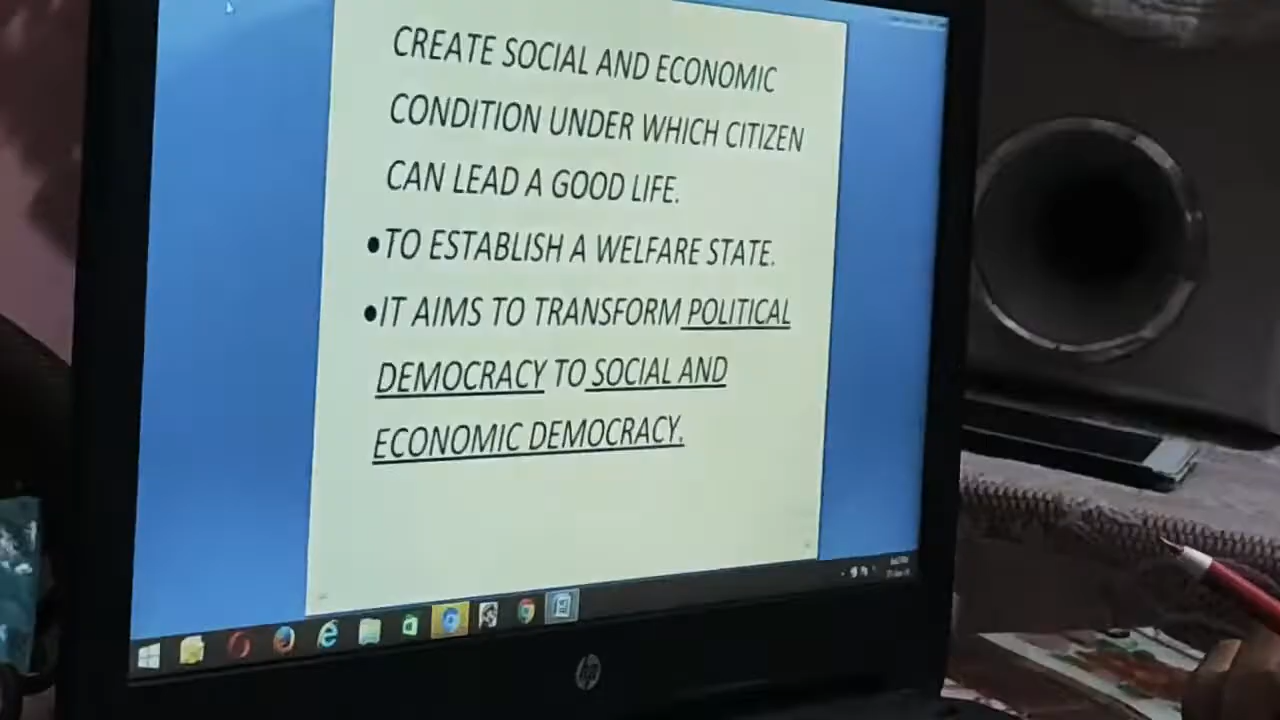 CREATE SOCIAL AND ECONOMIC
CONDITION UNDER WHICH CITIZEN
CAN LEAD A GOOD LIFE.
•TO ESTABLISH A WELFARE STATE.
•IT AIMS TO TRANSFORM POLITICAL
DEMOCRACY TO SOCIAL AND
ECONOMIC DEMOCRACY.
hp